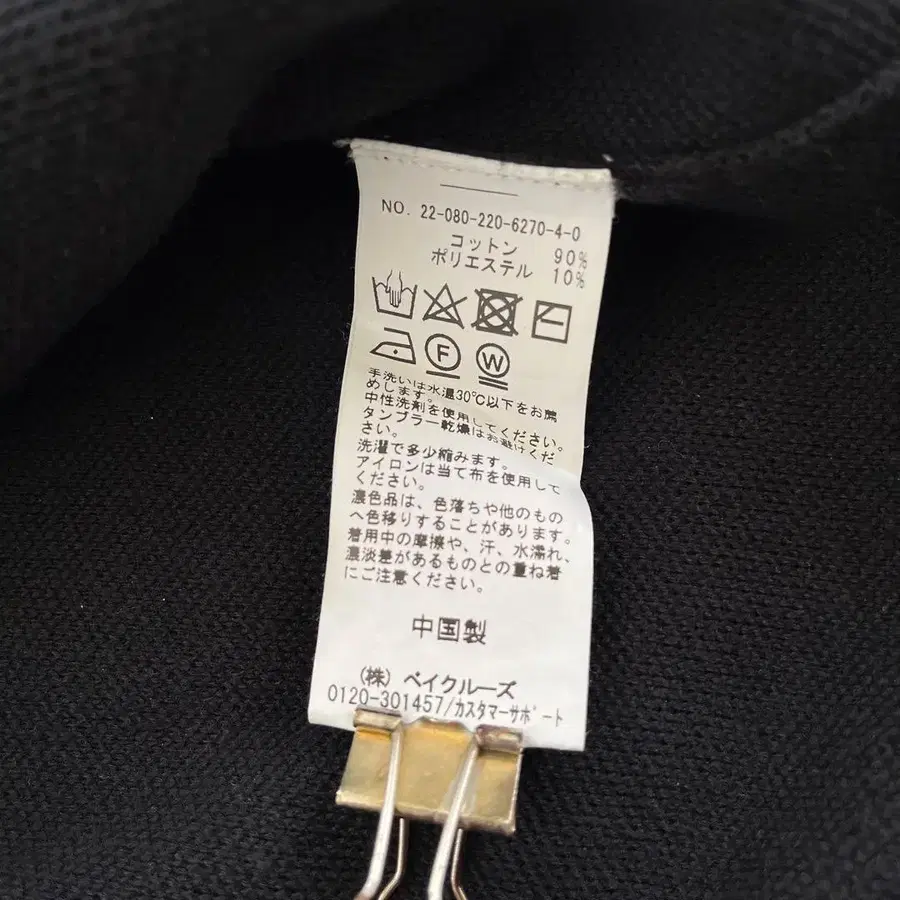 NO. 22-080-220-6270-4-0
コットン 90%
ポリエステル 10%
F W
手洗いは水温30℃以下をお薦
めします。
中性洗剤を使用してください。
タンブラー乾燥はお避けくだ
さい。
洗濯で多少縮みます。
アイロンは当て布を使用して
ください。
濃色品は、色落ちや他のもの
へ色移りすることがあります。
着用中の摩擦や、汗、水濡れ、
濃淡差があるものとの重ね着
にご注意ください。
中国製
(株) ベイクルーズ
0120-301457/カスタマーサポート